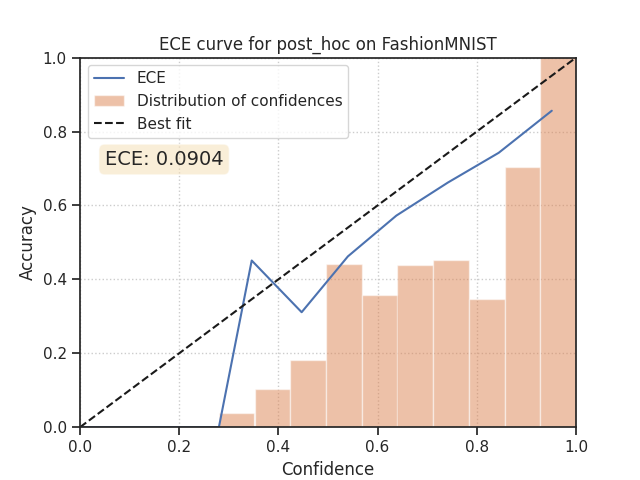 ECE curve for post_hoc on FashionMNIST
ECE
Distribution of confidences
Best fit
ECE: 0.0904
Accuracy
1.0
0.8
0.6
0.4
0.2
0.0
0.0 0.2 0.4 0.6 0.8 1.0
Confidence